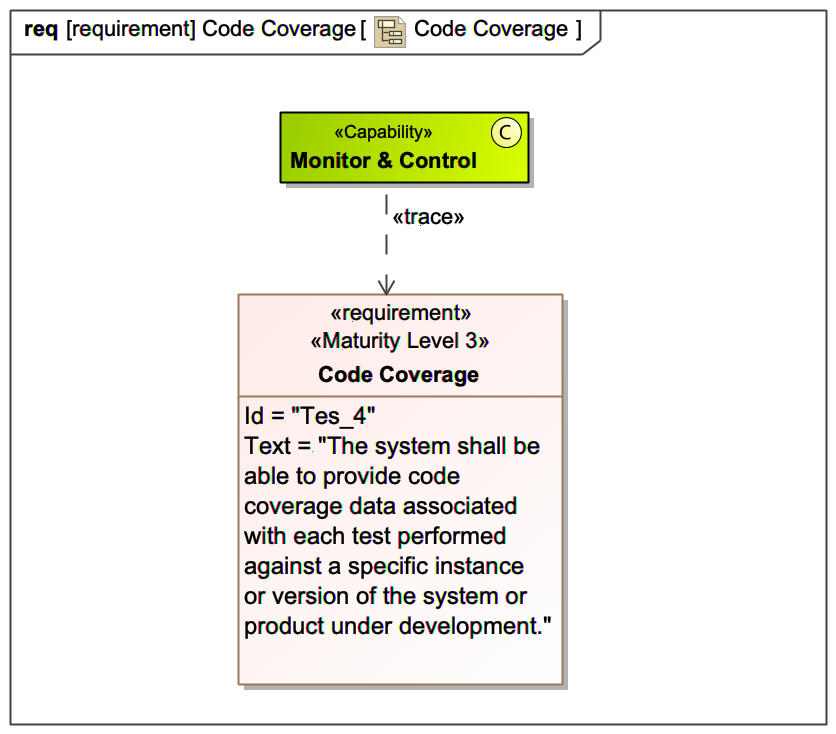 req [requirement] Code Coverage [ Code Coverage ]
«Capability»
C
Monitor & Control
«trace»
«requirement»
«Maturity Level 3»
Code Coverage
Id = "Tes_4"
Text = "The system shall be
able to provide code
coverage data associated
with each test performed
against a specific instance
or version of the system or
product under development."